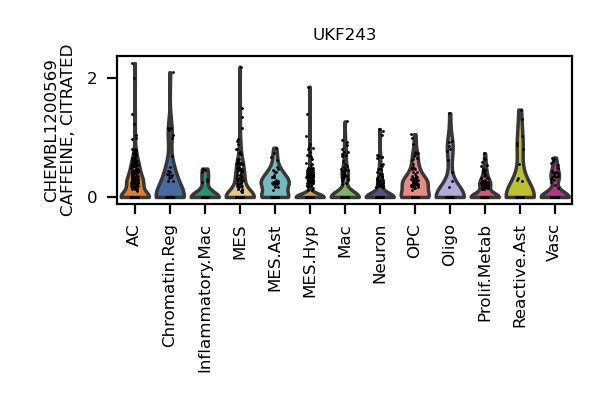 UKF243
CHEMBL1200569
CAFFEINE, CITRATED
2
0
AC
Chromatin.Reg
Inflammatory.Mac
MES
MES.Ast
MES.Hyp
Mac
Neuron
OPC
Oligo
Prolif.Metab
Reactive.Ast
Vasc